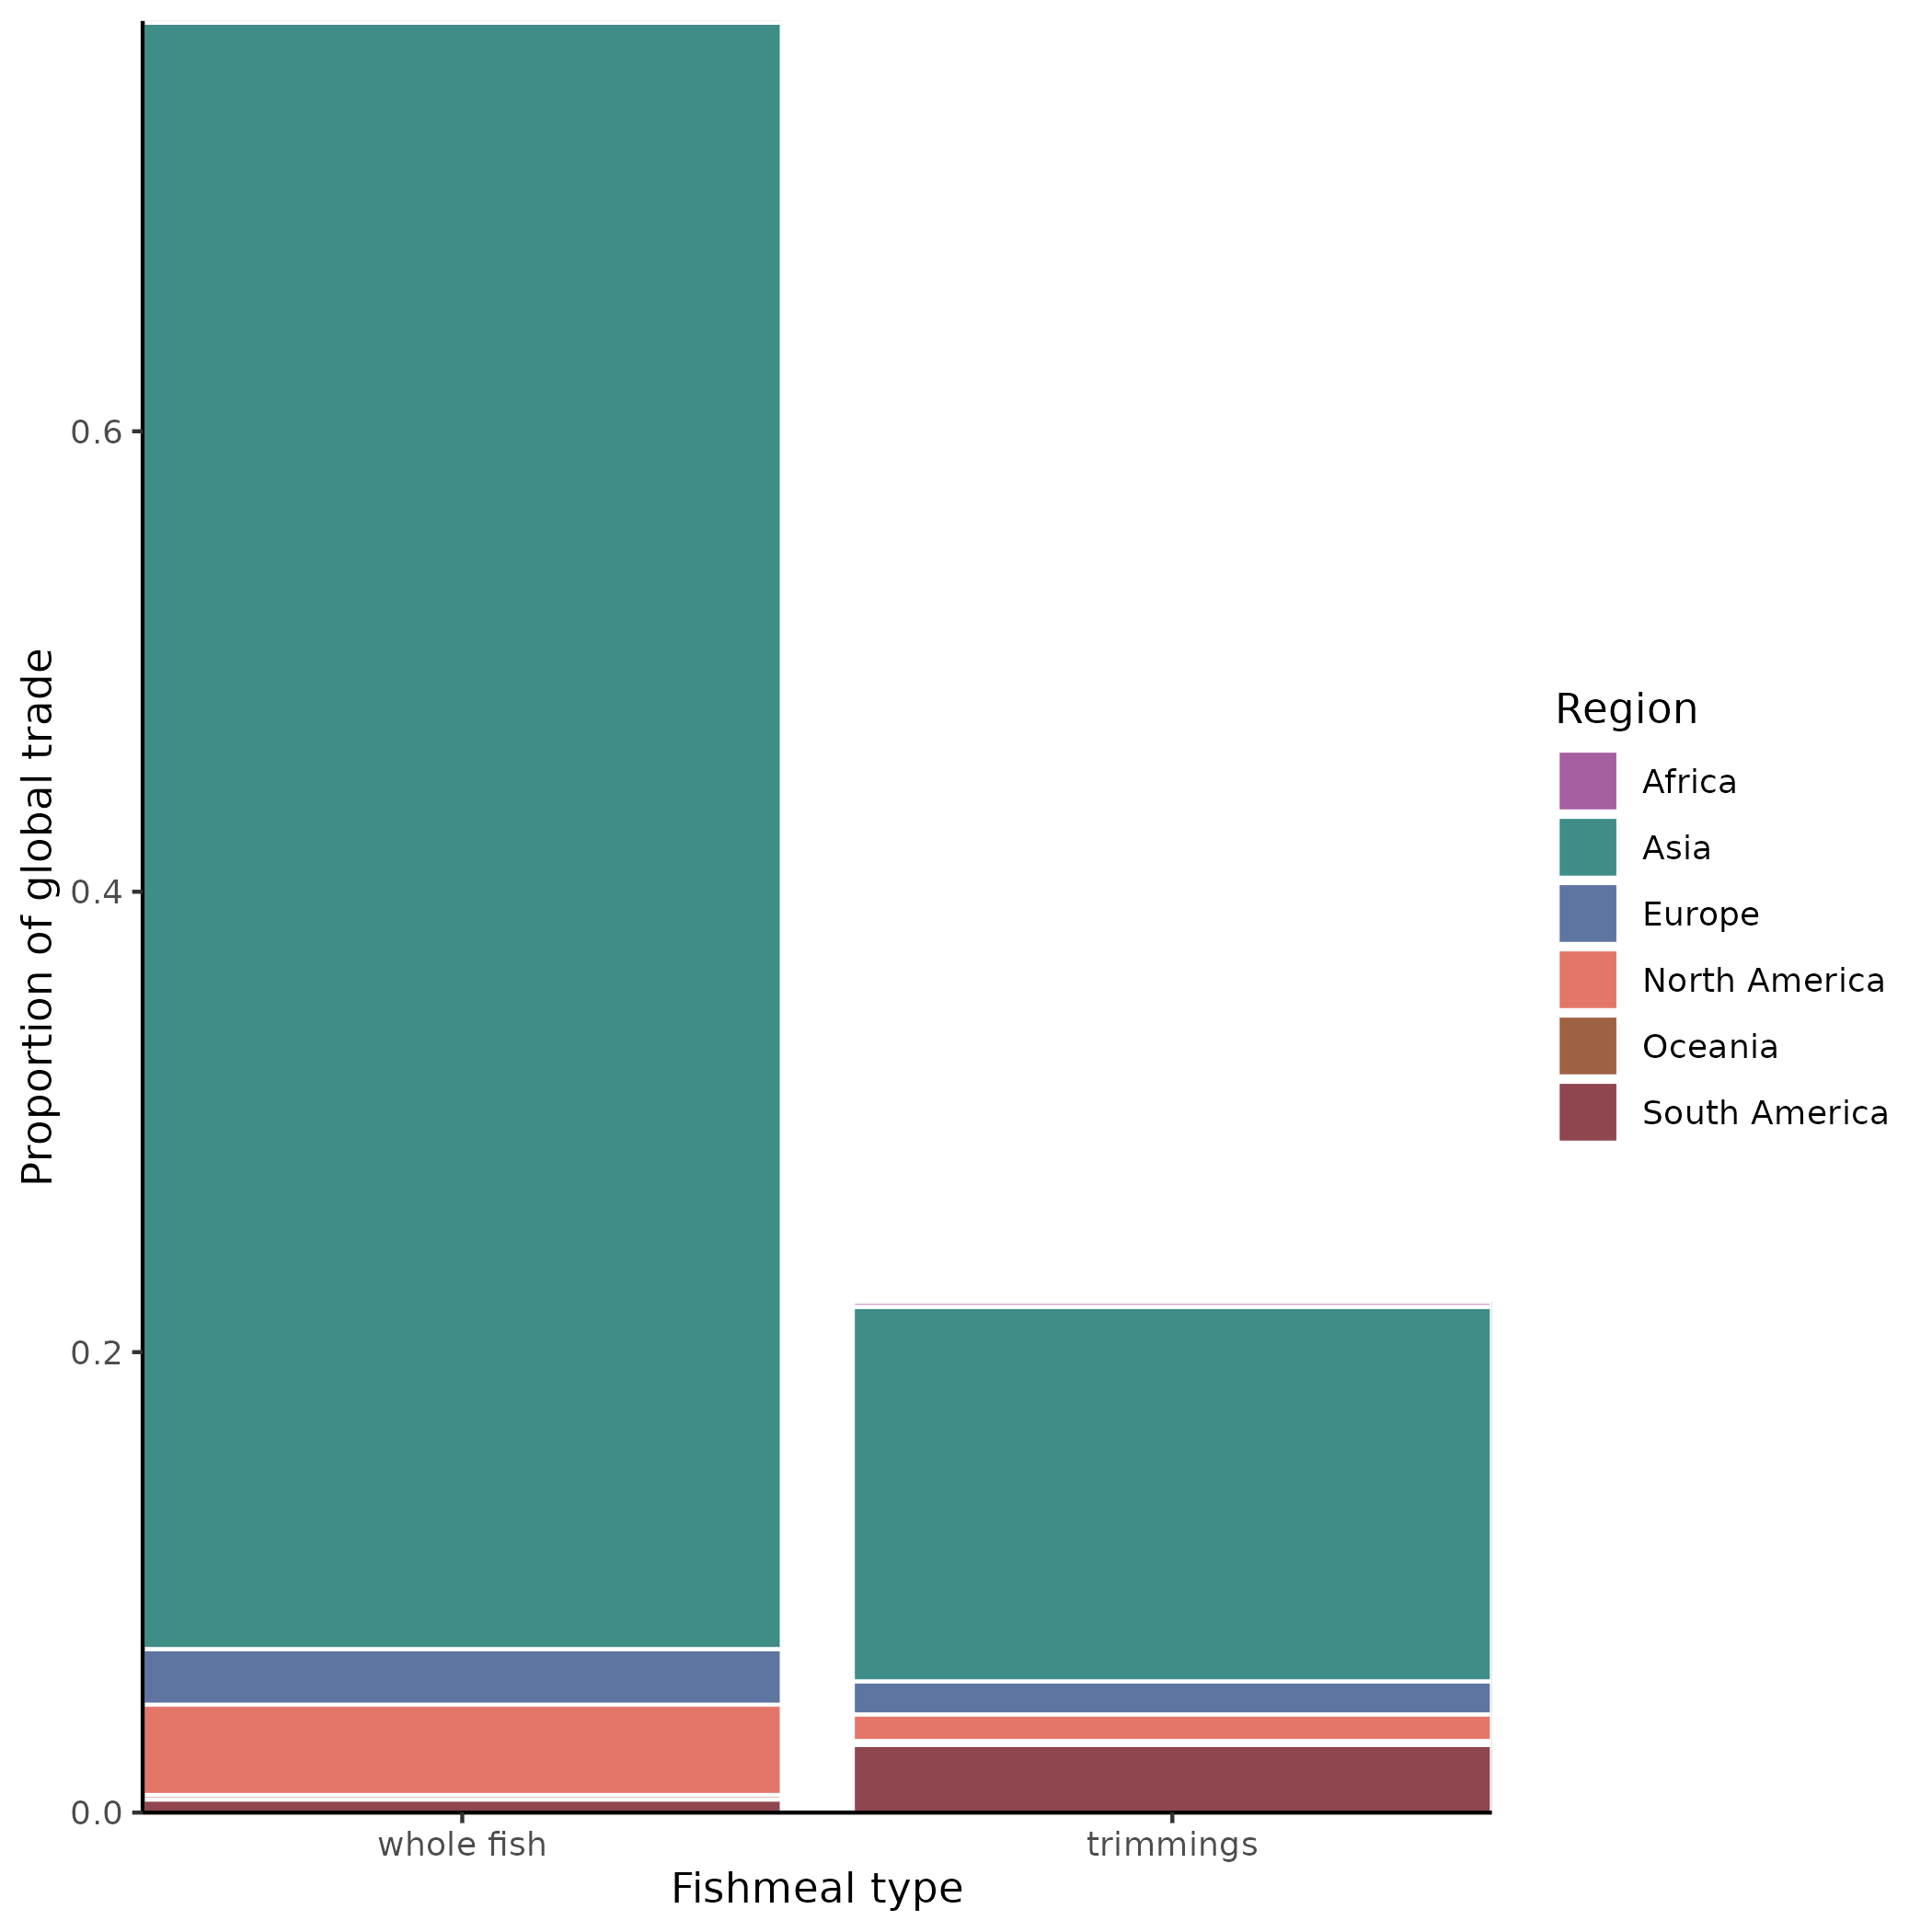 Proportion of global trade
0.6
0.4
0.2
0.0
whole fish
trimmings
Fishmeal type
Region
Africa
Asia
Europe
North America
Oceania
South America